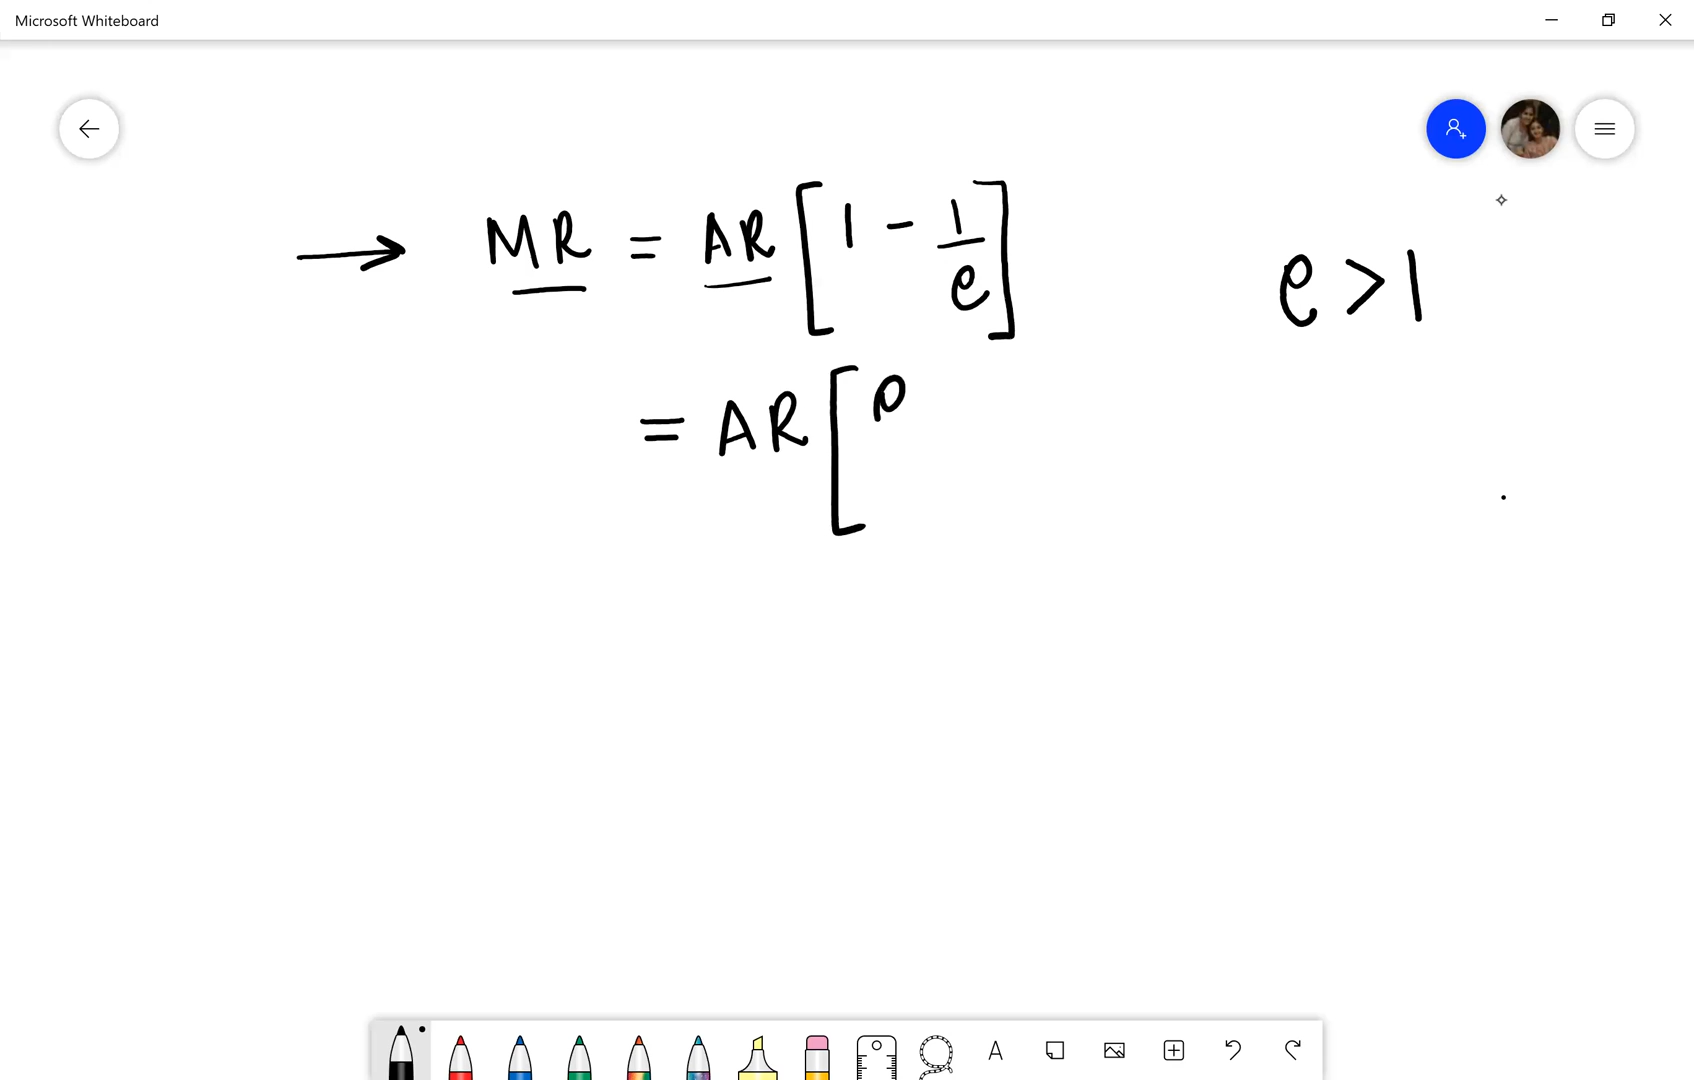 Microsoft Whiteboard
→ MR = AR [1 - 1/e]
e > 1
= AR [
A